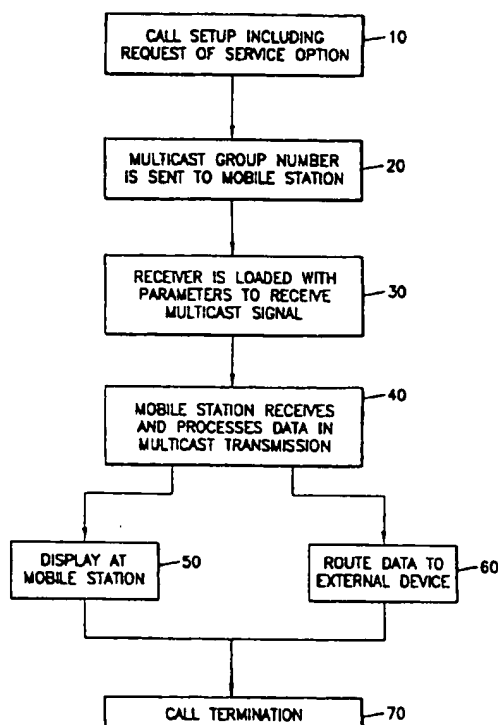 CALL SETUP INCLUDING
REQUEST OF SERVICE OPTION
10
MULTICAST GROUP NUMBER
IS SENT TO MOBILE STATION
20
RECEIVER IS LOADED WITH
PARAMETERS TO RECEIVE
MULTICAST SIGNAL
30
40
MOBILE STATION RECEIVES
AND PROCESSES DATA IN
MULTICAST TRANSMISSION
DISPLAY AT
MOBILE STATION
50
ROUTE DATA TO
EXTERNAL DEVICE
60
CALL TERMINATION
70